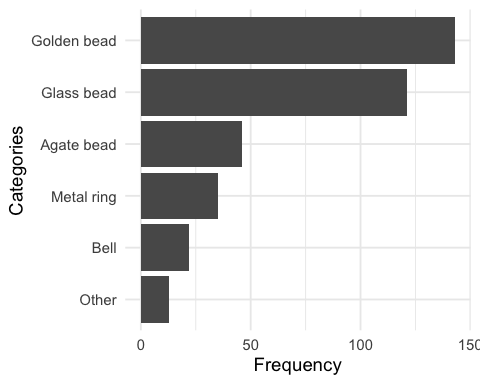 Golden bead
Glass bead
Agate bead
Metal ring
Bell
Other
Categories
0 50 100 150
Frequency